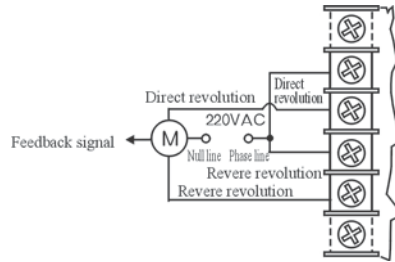 Direct
revolution
Direct revolution
220VAC
Feedback signal
M
Null line
Phase line
Revere revolution
Revere revolution